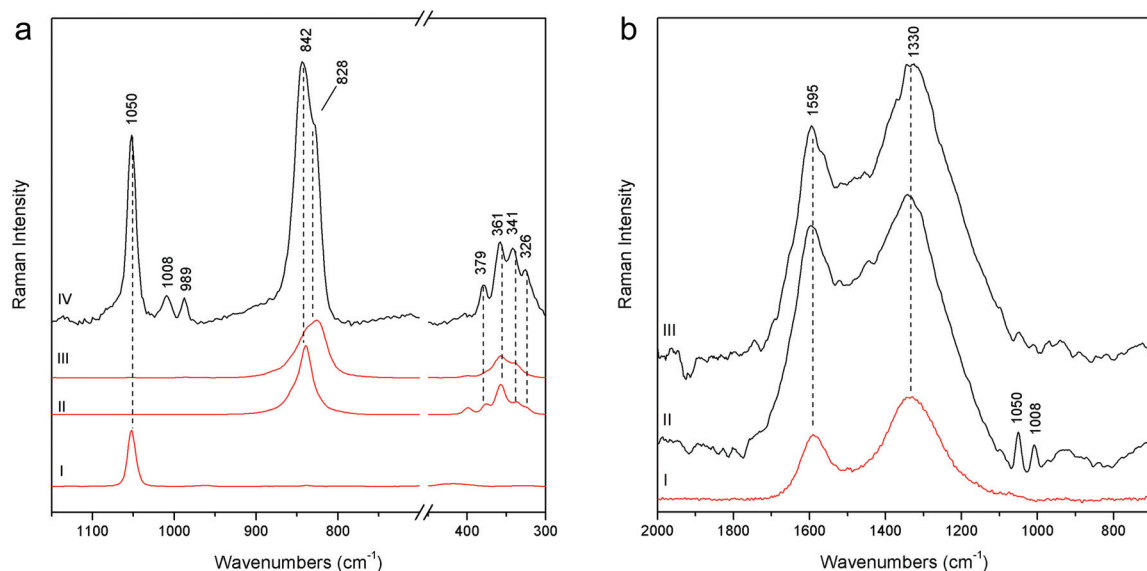 a
1050
1008
989
842
828
379
361
341
326
IV
III
II
I
Raman Intensity
1100
1000
900
800
400
300
Wavenumbers (cm⁻¹)
b
1595
1330
1050
1008
III
II
I
Raman Intensity
2000
1800
1600
1400
1200
1000
800
Wavenumbers (cm⁻¹)